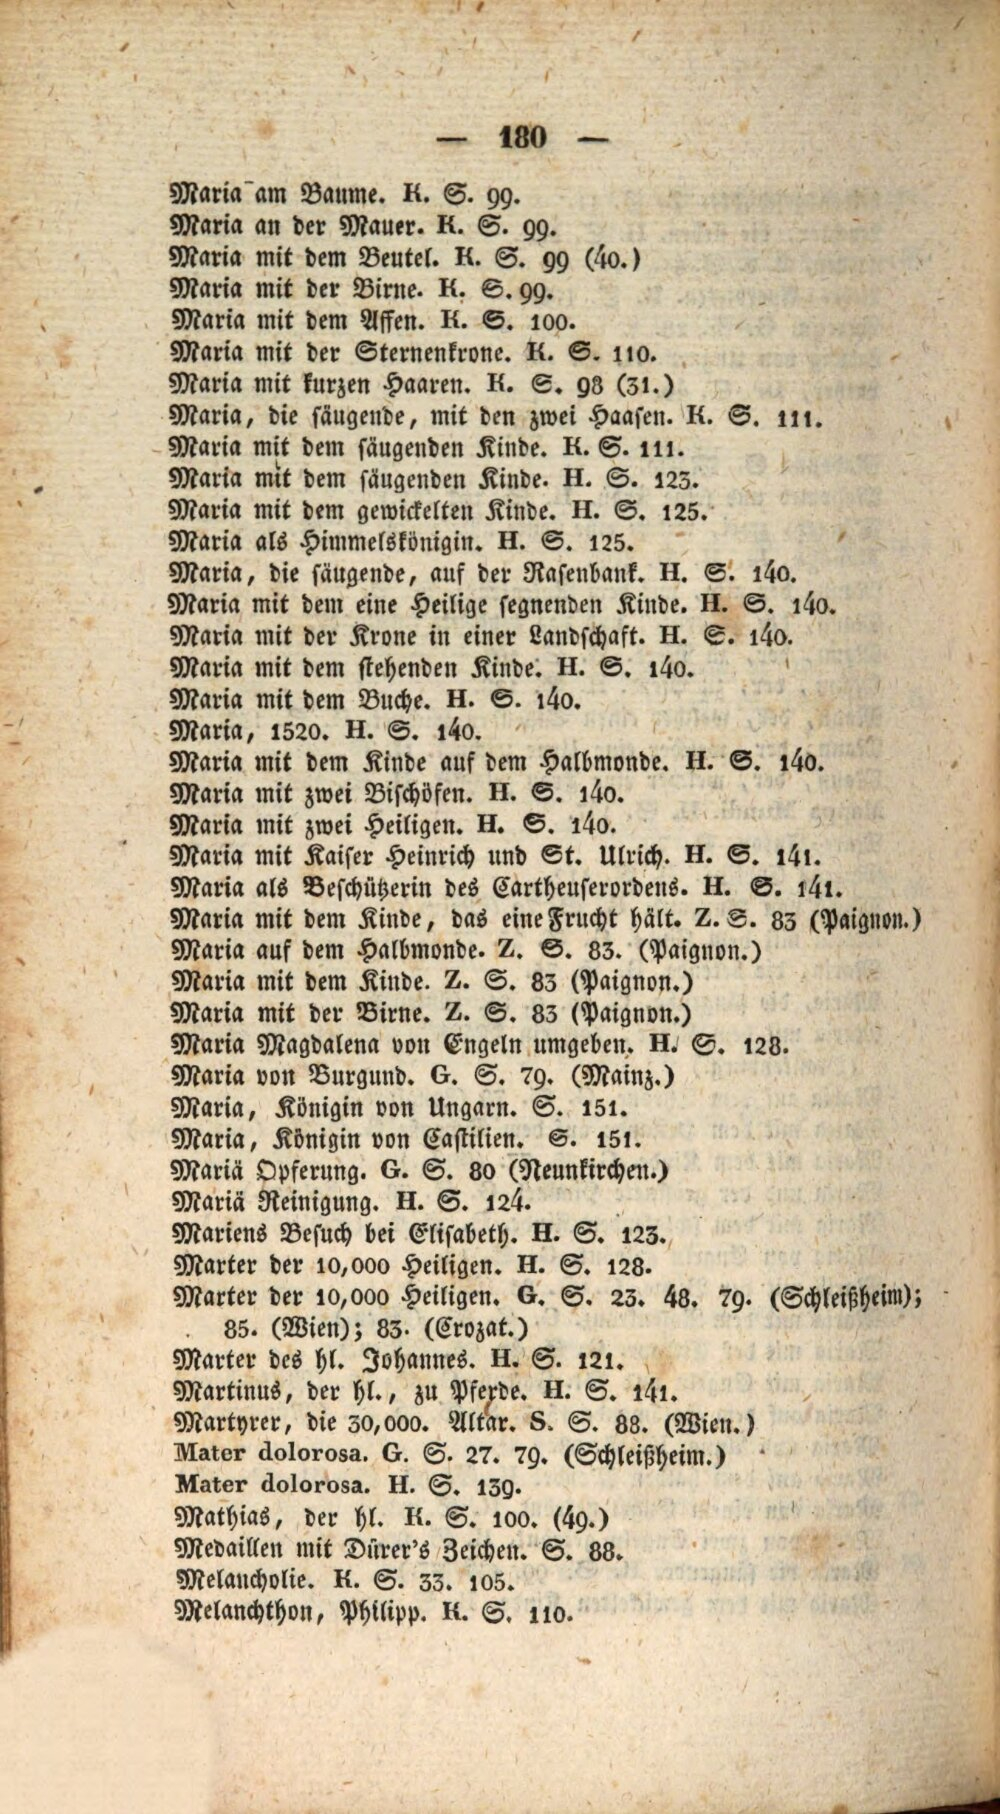 — 180 —
Maria am Baume. K. S. 99.
Maria an der Mauer. K. S. 99.
Maria mit dem Beutel. K. S. 99 (40.)
Maria mit der Birne. K. S. 99.
Maria mit dem Affen. K. S. 100.
Maria mit der Sternenkrone. K. S. 110.
Maria mit kurzen Haaren. K. S. 98 (31.)
Maria, die säugende, mit den zwei Haasen. K. S. 111.
Maria mit dem säugenden Kinde. K. S. 111.
Maria mit dem säugenden Kinde. H. S. 123.
Maria mit dem gewickelten Kinde. H. S. 125.
Maria als Himmelskönigin. H. S. 125.
Maria, die säugende, auf der Rasenbank. H. S. 140.
Maria mit dem eine Heilige segnenden Kinde. H. S. 140.
Maria mit der Krone in einer Landschaft. H. S. 140.
Maria mit dem stehenden Kinde. H. S. 140.
Maria mit dem Buche. H. S. 140.
Maria, 1520. H. S. 140.
Maria mit dem Kinde auf dem Halbmonde. H. S. 140.
Maria mit zwei Bischöfen. H. S. 140.
Maria mit zwei Heiligen. H. S. 140.
Maria mit Kaiser Heinrich und St. Ulrich. H. S. 141.
Maria als Beschützerin des Cartheuserordens. H. S. 141.
Maria mit dem Kinde, das eine Frucht hält. Z. S. 83 (Paignon.)
Maria auf dem Halbmonde. Z. S. 83. (Paignon.)
Maria mit dem Kinde. Z. S. 83 (Paignon.)
Maria mit der Birne. Z. S. 83 (Paignon.)
Maria Magdalena von Engeln umgeben. H. S. 128.
Maria von Burgund. G. S. 79. (Mainz.)
Maria, Königin von Ungarn. S. 151.
Maria, Königin von Castilien. S. 151.
Mariä Opferung. G. S. 80 (Neunkirchen.)
Mariä Reinigung. H. S. 124.
Mariens Besuch bei Elisabeth. H. S. 123.
Marter der 10,000 Heiligen. H. S. 128.
Marter der 10,000 Heiligen. G. S. 23. 48. 79. (Schleißheim);
85. (Wien); 83. (Crozat.)
Marter des hl. Johannes. H. S. 121.
Martinus, der hl., zu Pferde. H. S. 141.
Martyrer, die 30,000. Altar. S. S. 88. (Wien.)
Mater dolorosa. G. S. 27. 79. (Schleißheim.)
Mater dolorosa. H. S. 139.
Mathias, der hl. K. S. 100. (49.)
Medaillen mit Dürer's Zeichen. S. 88.
Melancholie. K. S. 33. 105.
Melanchthon, Philipp. K. S. 110.